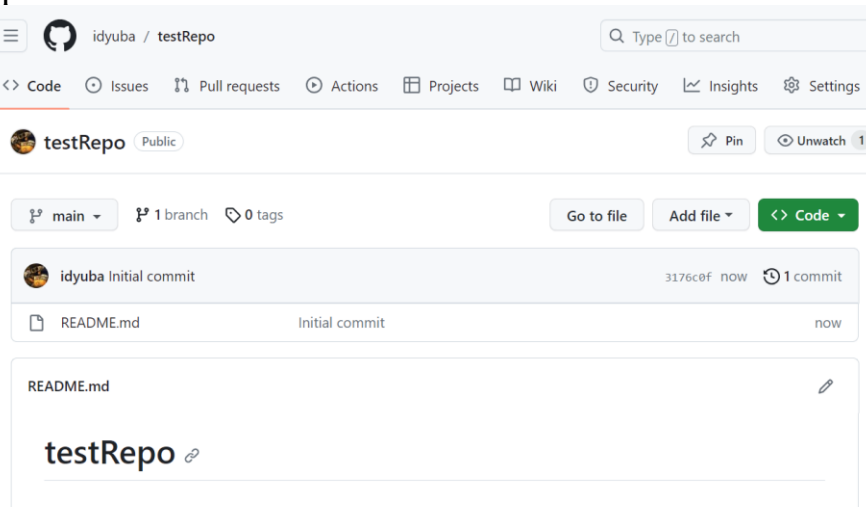 idyuba / testRepo Type / to search
Code Issues Pull requests Actions Projects Wiki Security Insights Settings
testRepo Public Pin Unwatch 1
main 1 branch 0 tags Go to file Add file Code
idyuba Initial commit 3176c0f now 1 commit
README.md Initial commit now
README.md
testRepo